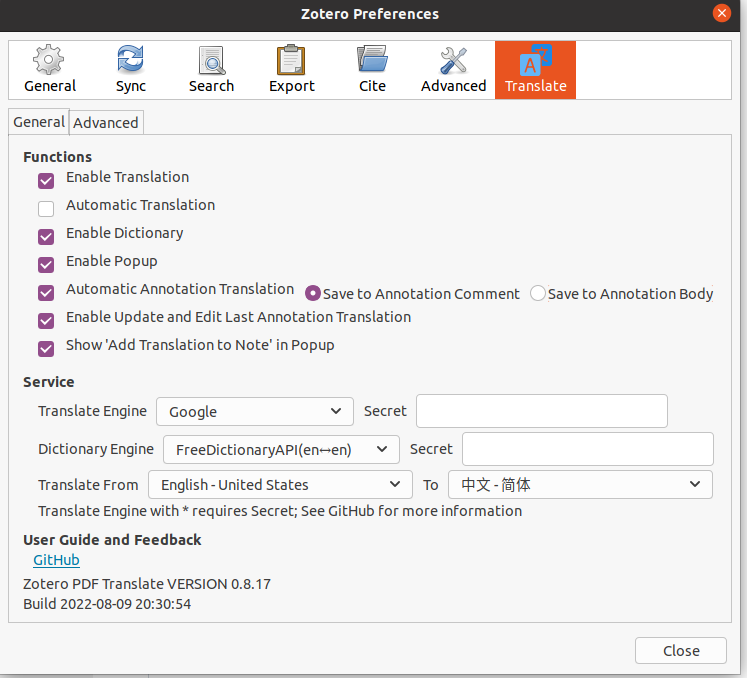 Zotero Preferences
General Sync Search Export Cite Advanced Translate
General Advanced
Functions
Enable Translation
Automatic Translation
Enable Dictionary
Enable Popup
Automatic Annotation Translation Save to Annotation Comment Save to Annotation Body
Enable Update and Edit Last Annotation Translation
Show 'Add Translation to Note' in Popup
Service
Translate Engine Google Secret
Dictionary Engine FreeDictionaryAPI(en↔en) Secret
Translate From English - United States To 中文 - 简体
Translate Engine with * requires Secret; See GitHub for more information
User Guide and Feedback
GitHub
Zotero PDF Translate VERSION 0.8.17
Build 2022-08-09 20:30:54
Close